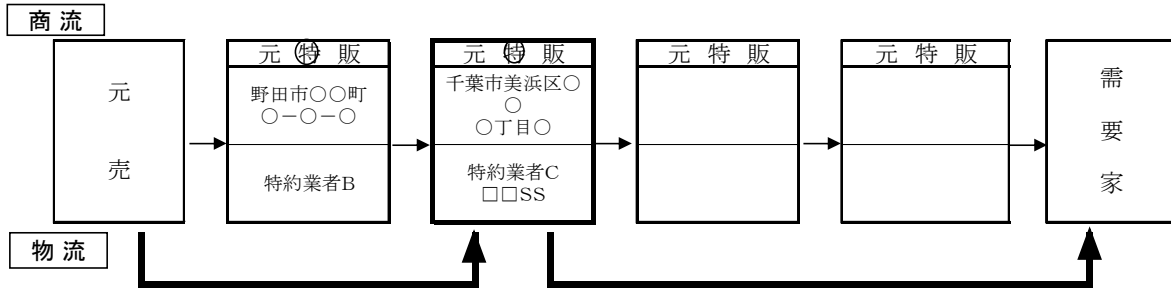 商流
元売
元特販
野田市○○町
○－○－○
特約業者B
元特販
千葉市美浜区○
○
○丁目○
特約業者C
□□SS
元特販
元特販
需要家
物流